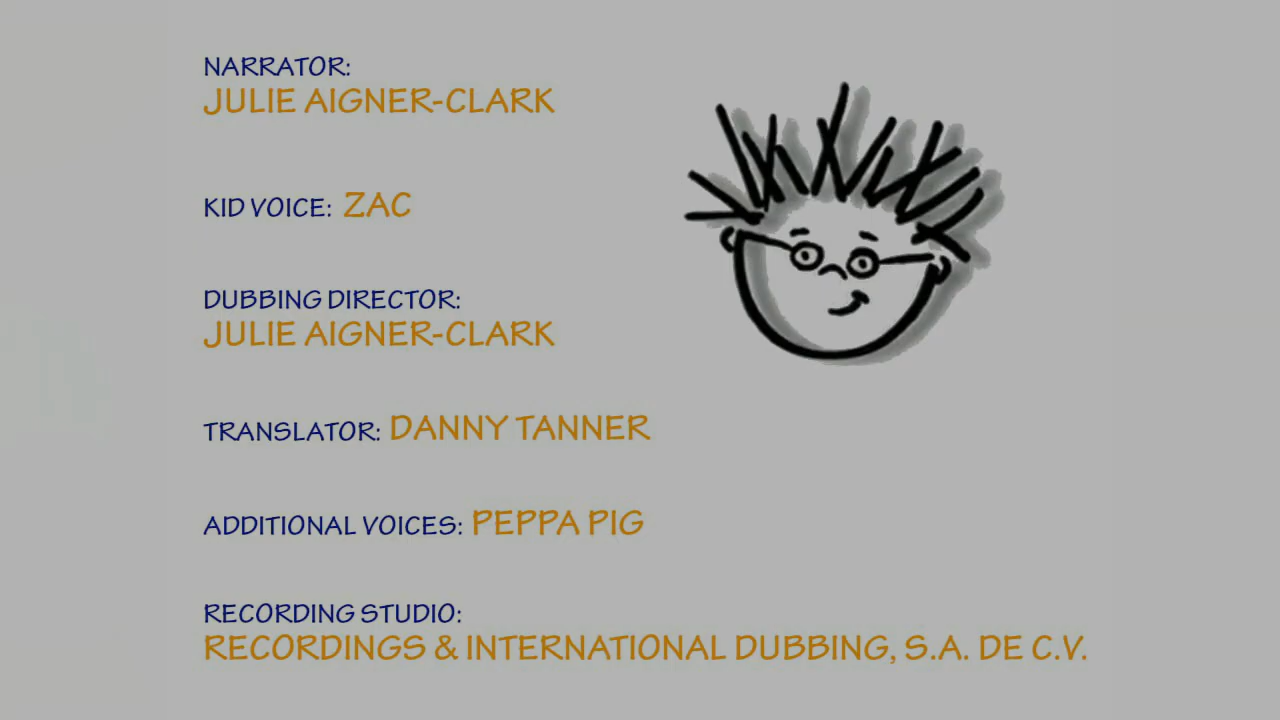 NARRATOR:
JULIE AIGNER-CLARK
KID VOICE: ZAC
DUBBING DIRECTOR:
JULIE AIGNER-CLARK
TRANSLATOR: DANNY TANNER
ADDITIONAL VOICES: PEPPA PIG
RECORDING STUDIO:
RECORDINGS & INTERNATIONAL DUBBING, S.A. DE C.V.